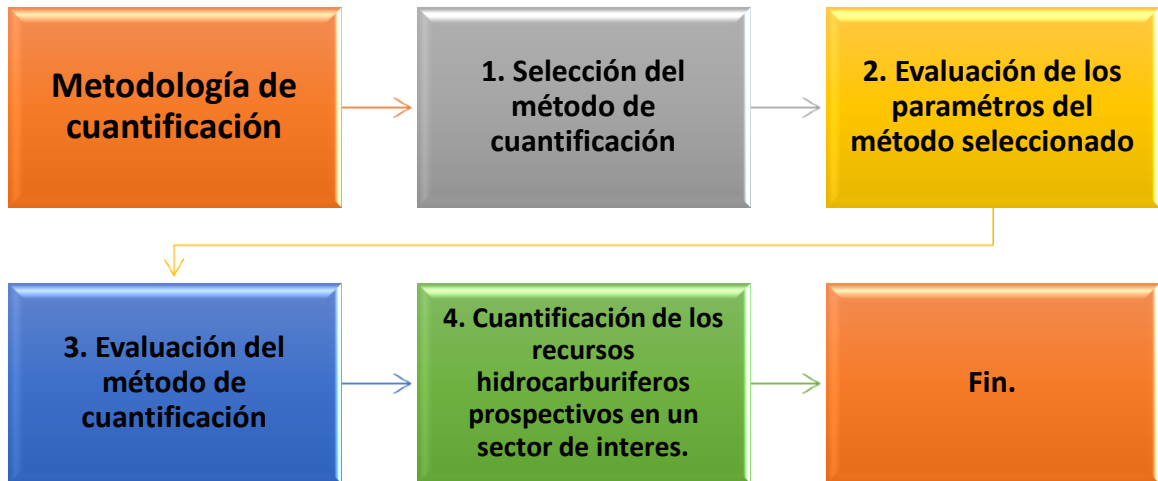 Metodología de
cuantificación
1. Selección del
método de
cuantificación
2. Evaluación de los
paramétros del
método seleccionado
3. Evaluación del
método de
cuantificación
4. Cuantificación de los
recursos
hidrocarburiferos
prospectivos en un
sector de interes.
Fin.